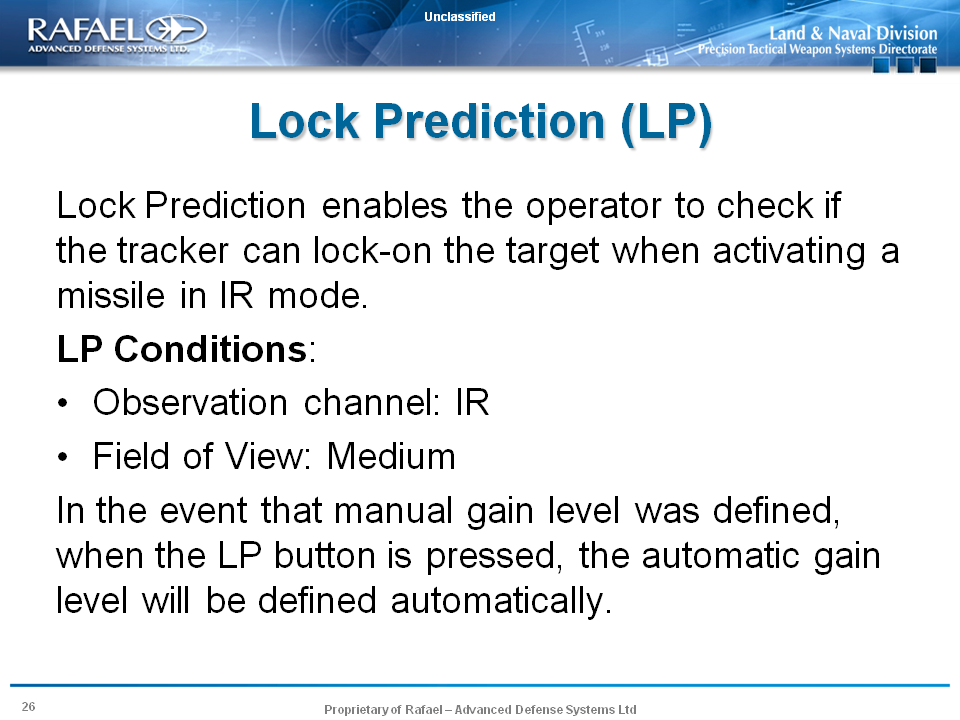 Unclassified
RAFAEL
ADVANCED DEFENSE SYSTEMS LTD.
Land & Naval Division
Precision Tactical Weapon Systems Directorate
Lock Prediction (LP)
Lock Prediction enables the operator to check if
the tracker can lock-on the target when activating a
missile in IR mode.
LP Conditions:
• Observation channel: IR
• Field of View: Medium
In the event that manual gain level was defined,
when the LP button is pressed, the automatic gain
level will be defined automatically.
26
Proprietary of Rafael – Advanced Defense Systems Ltd